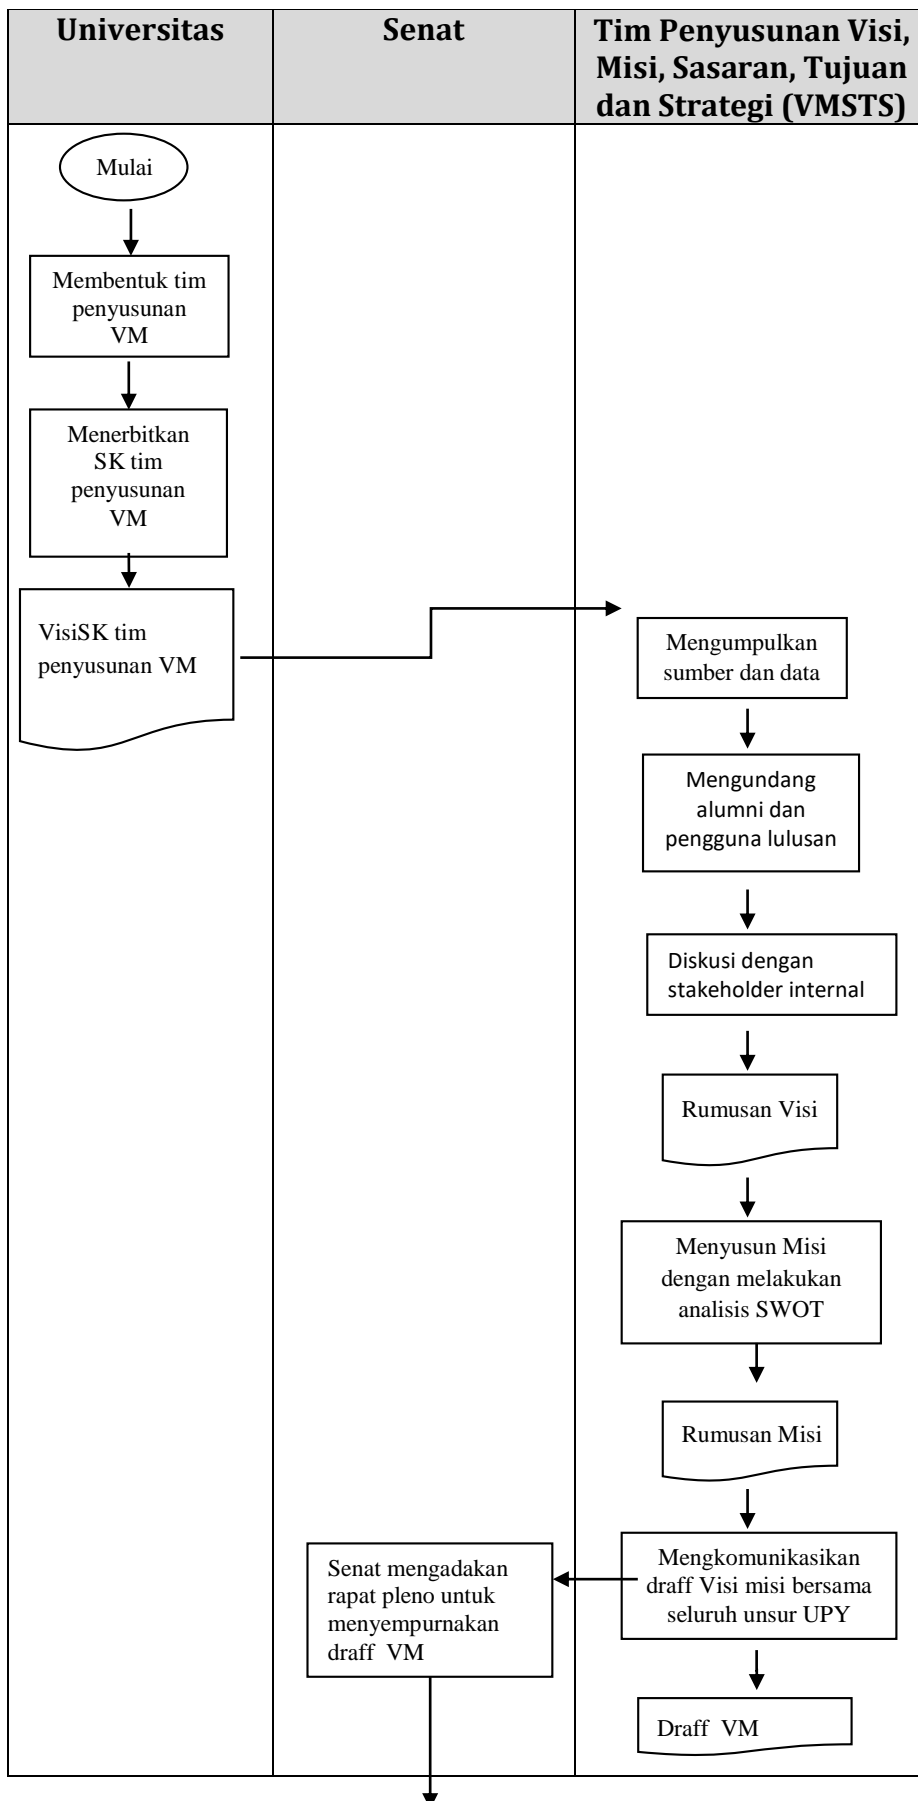 Universitas
Senat
Tim Penyusunan Visi,
Misi, Sasaran, Tujuan
dan Strategi (VMSTS)
Mulai
Membentuk tim
penyusunan
VM
Menerbitkan
SK tim
penyusunan
VM
VisiSK tim
penyusunan VM
Mengumpulkan
sumber dan data
Mengundang
alumni dan
pengguna lulusan
Diskusi dengan
stakeholder internal
Rumusan Visi
Menyusun Misi
dengan melakukan
analisis SWOT
Rumusan Misi
Mengkomunikasikan
draff Visi misi bersama
seluruh unsur UPY
Senat mengadakan
rapat pleno untuk
menyempurnakan
draff VM
Draff VM